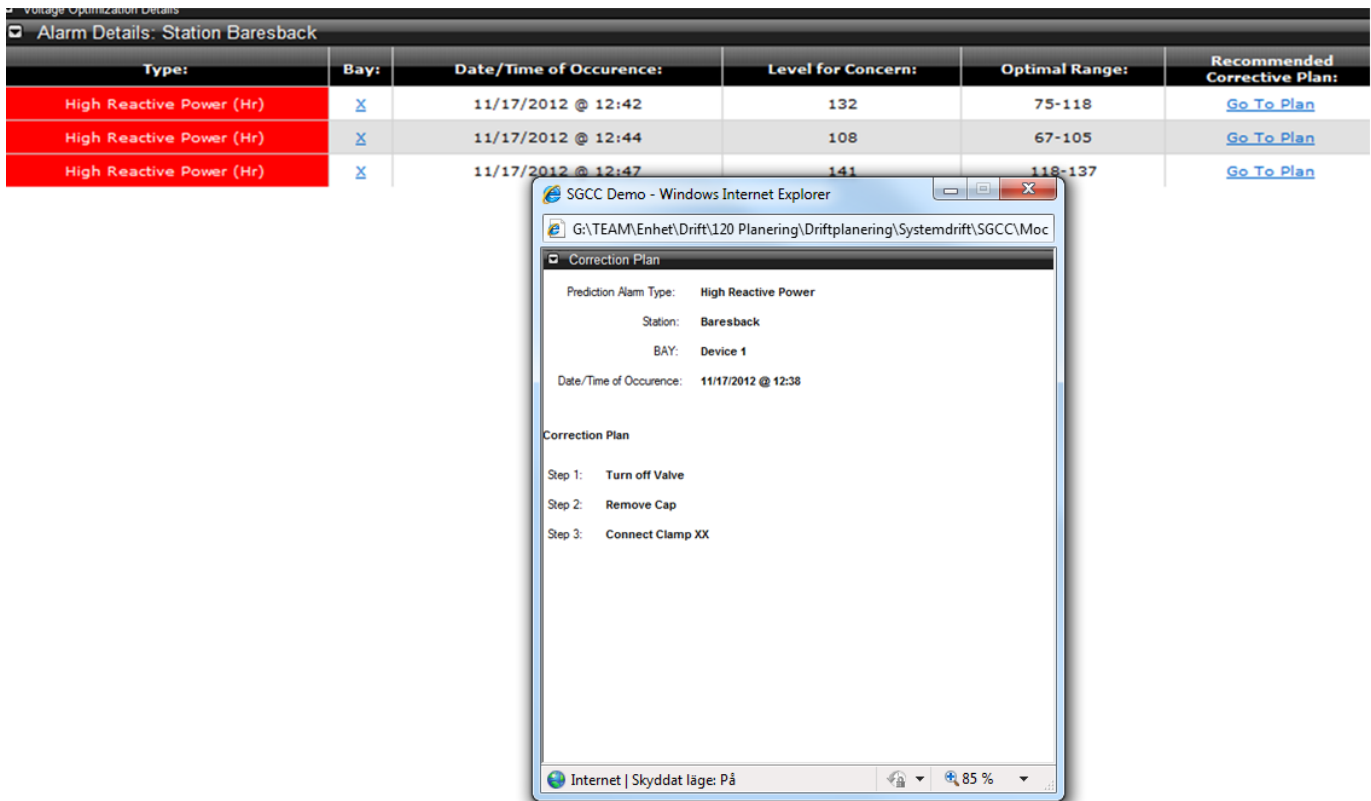 Voltage Optimization Details
Alarm Details: Station Baresback
Type: Bay: Date/Time of Occurence: Level for Concern: Optimal Range: Recommended Corrective Plan:
High Reactive Power (Hr) X 11/17/2012 @ 12:42 132 75-118 Go To Plan
High Reactive Power (Hr) X 11/17/2012 @ 12:44 108 67-105 Go To Plan
High Reactive Power (Hr) X 11/17/2012 @ 12:47 141 118-137 Go To Plan
SGCC Demo - Windows Internet Explorer
G:\TEAM\Enhet\Drift\120 Planering\Driftplanering\Systemdrift\SGCC\Moc
Correction Plan
Prediction Alarm Type: High Reactive Power
Station: Baresback
BAY: Device 1
Date/Time of Occurence: 11/17/2012 @ 12:38
Correction Plan
Step 1: Turn off Valve
Step 2: Remove Cap
Step 3: Connect Clamp XX
Internet | Skyddat läge: På 85 %